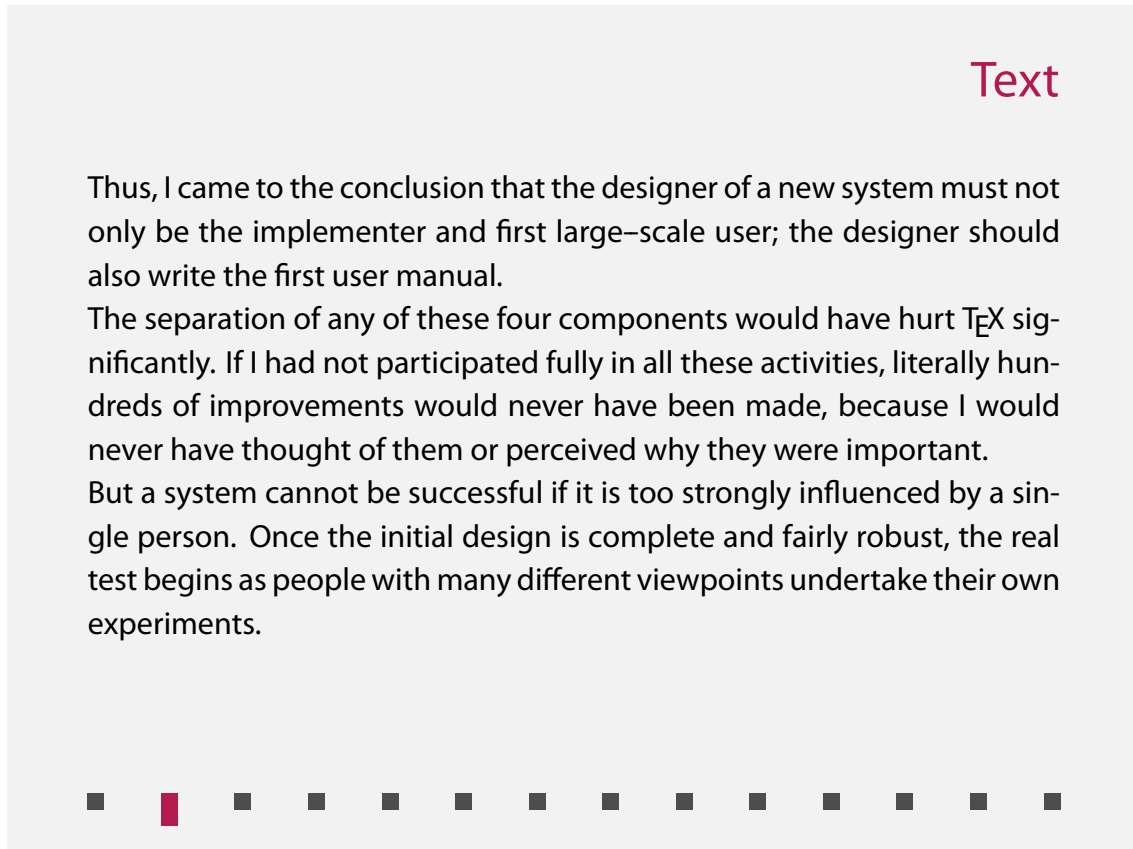 Text
Thus, I came to the conclusion that the designer of a new system must not
only be the implementer and first large–scale user; the designer should
also write the first user manual.
The separation of any of these four components would have hurt TEX sig-
nificantly. If I had not participated fully in all these activities, literally hun-
dreds of improvements would never have been made, because I would
never have thought of them or perceived why they were important.
But a system cannot be successful if it is too strongly influenced by a sin-
gle person. Once the initial design is complete and fairly robust, the real
test begins as people with many different viewpoints undertake their own
experiments.